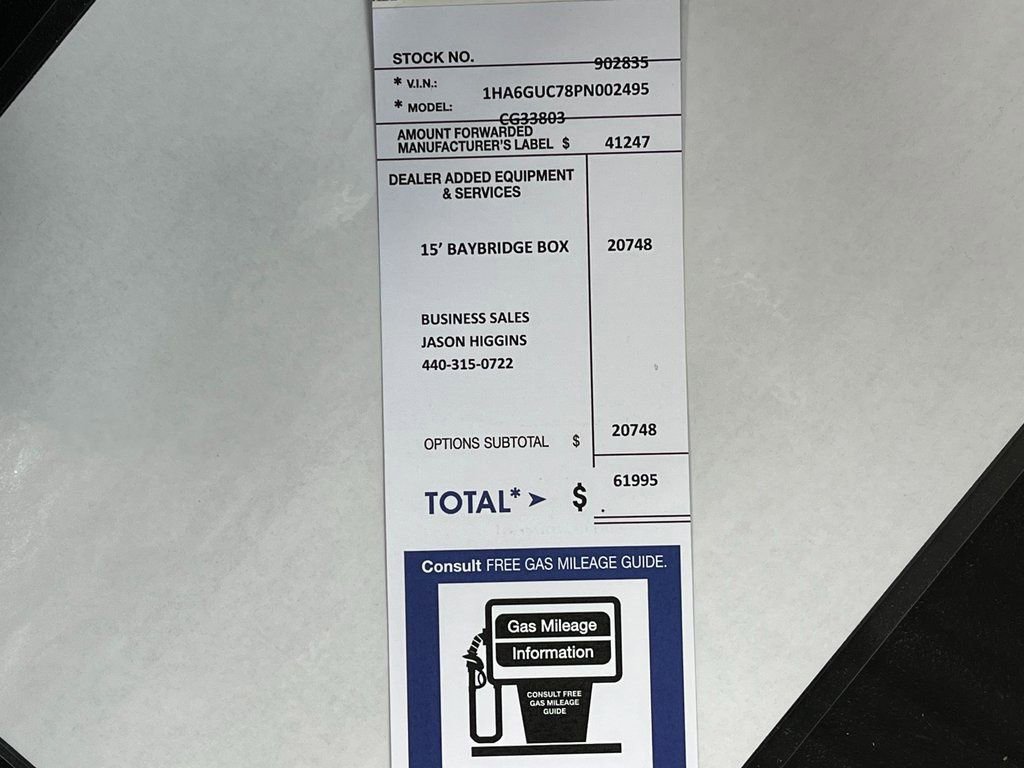 STOCK NO. 902835
* V.I.N.: 1HA6GUC78PN002495
* MODEL: CG33803
AMOUNT FORWARDED
MANUFACTURER'S LABEL $ 41247
DEALER ADDED EQUIPMENT
& SERVICES
15' BAYBRIDGE BOX 20748
BUSINESS SALES
JASON HIGGINS
440-315-0722
OPTIONS SUBTOTAL $ 20748
TOTAL* ➤ $ 61995
Consult FREE GAS MILEAGE GUIDE.
Gas Mileage
Information
CONSULT FREE
GAS MILEAGE
GUIDE